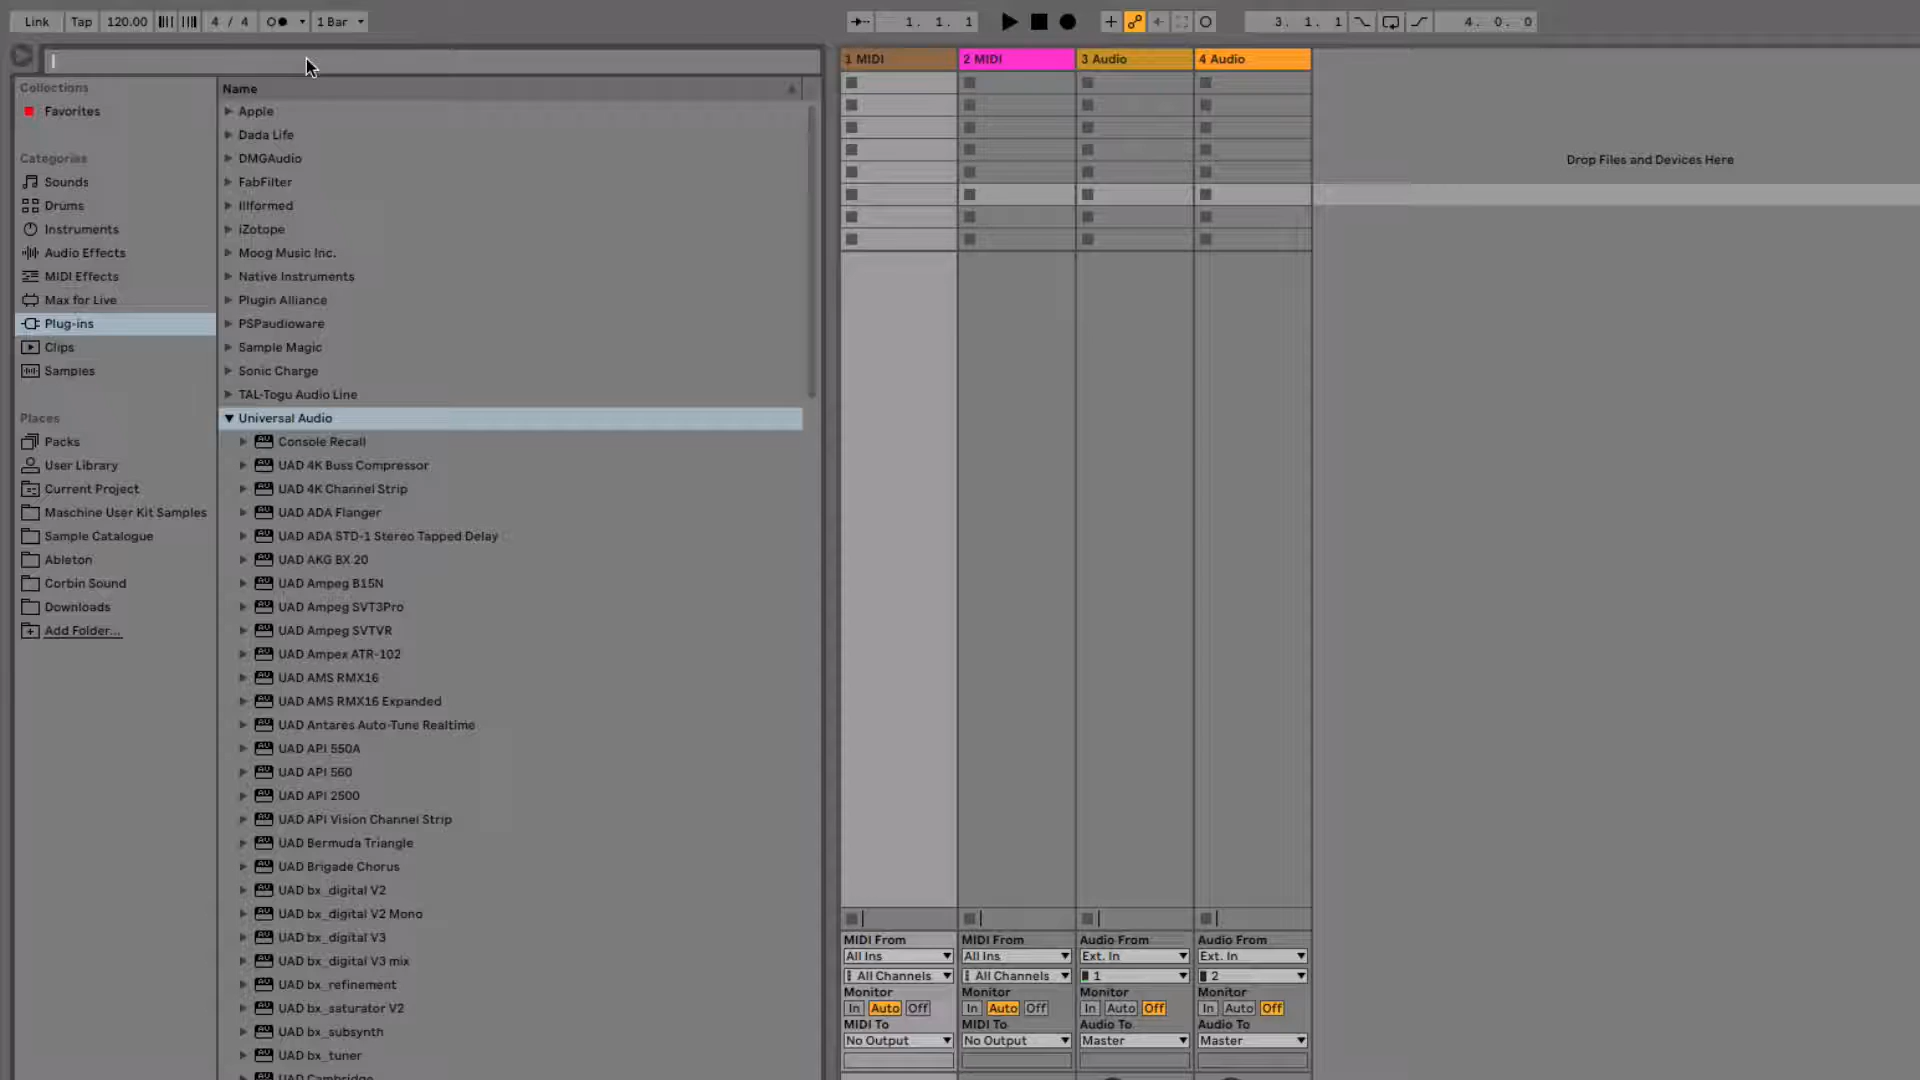 Link Tap 120.00 4 / 4 1 Bar 1. 1. 1 3. 1. 1 4. 0. 0
1 MIDI 2 MIDI 3 Audio 4 Audio
Drop Files and Devices Here
Collections
Favorites
Categories
Sounds
Drums
Instruments
Audio Effects
MIDI Effects
Max for Live
Plug-ins
Clips
Samples
Places
Packs
User Library
Current Project
Maschine User Kit Samples
Sample Catalogue
Ableton
Corbin Sound
Downloads
Add Folder...
Name
Apple
Dada Life
DMGAudio
FabFilter
Illformed
iZotope
Moog Music Inc.
Native Instruments
Plugin Alliance
PSPaudioware
Sample Magic
Sonic Charge
TAL-Togu Audio Line
Universal Audio
Console Recall
UAD 4K Buss Compressor
UAD 4K Channel Strip
UAD ADA Flanger
UAD ADA STD-1 Stereo Tapped Delay
UAD AKG BX 20
UAD Ampeg B15N
UAD Ampeg SVT3Pro
UAD Ampeg SVTVR
UAD Ampex ATR-102
UAD AMS RMX16
UAD AMS RMX16 Expanded
UAD Antares Auto-Tune Realtime
UAD API 550A
UAD API 560
UAD API 2500
UAD API Vision Channel Strip
UAD Bermuda Triangle
UAD Brigade Chorus
UAD bx_digital V2
UAD bx_digital V2 Mono
UAD bx_digital V3
UAD bx_digital V3 mix
UAD bx_refinement
UAD bx_saturator V2
UAD bx_subsynth
UAD bx_tuner
UAD Cambridge
MIDI From MIDI From Audio From Audio From
All Ins All Ins Ext. In Ext. In
All Channels All Channels 1 2
Monitor Monitor Monitor Monitor
In Auto Off In Auto Off In Auto Off In Auto Off
MIDI To MIDI To Audio To Audio To
No Output No Output Master Master